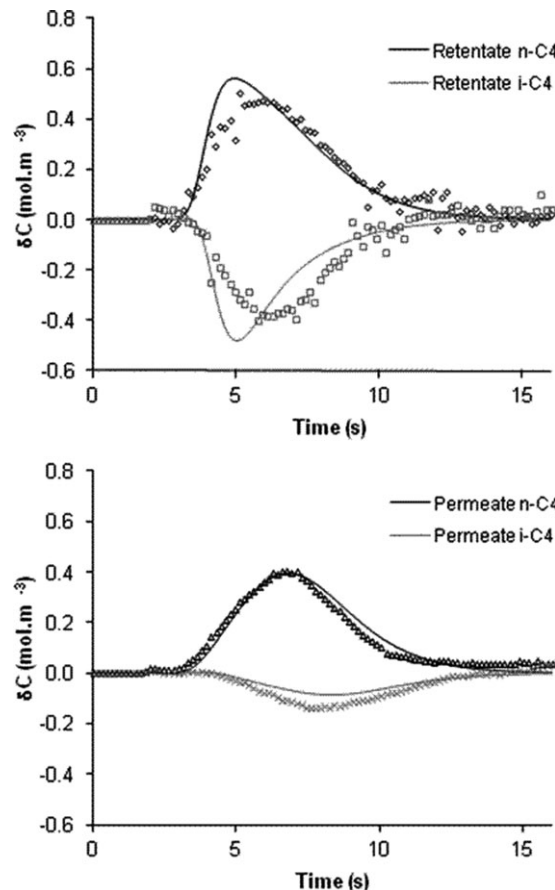 0.8
Retentate n-C4
Retentate i-C4
0.6
0.4
0.2
0.0
-0.2
-0.4
-0.6
δC (mol.m -3)
0 5 10 15
Time (s)
0.8
Permeate n-C4
Permeate i-C4
0.6
0.4
0.2
0.0
-0.2
-0.4
-0.6
δC (mol.m -3)
0 5 10 15
Time (s)